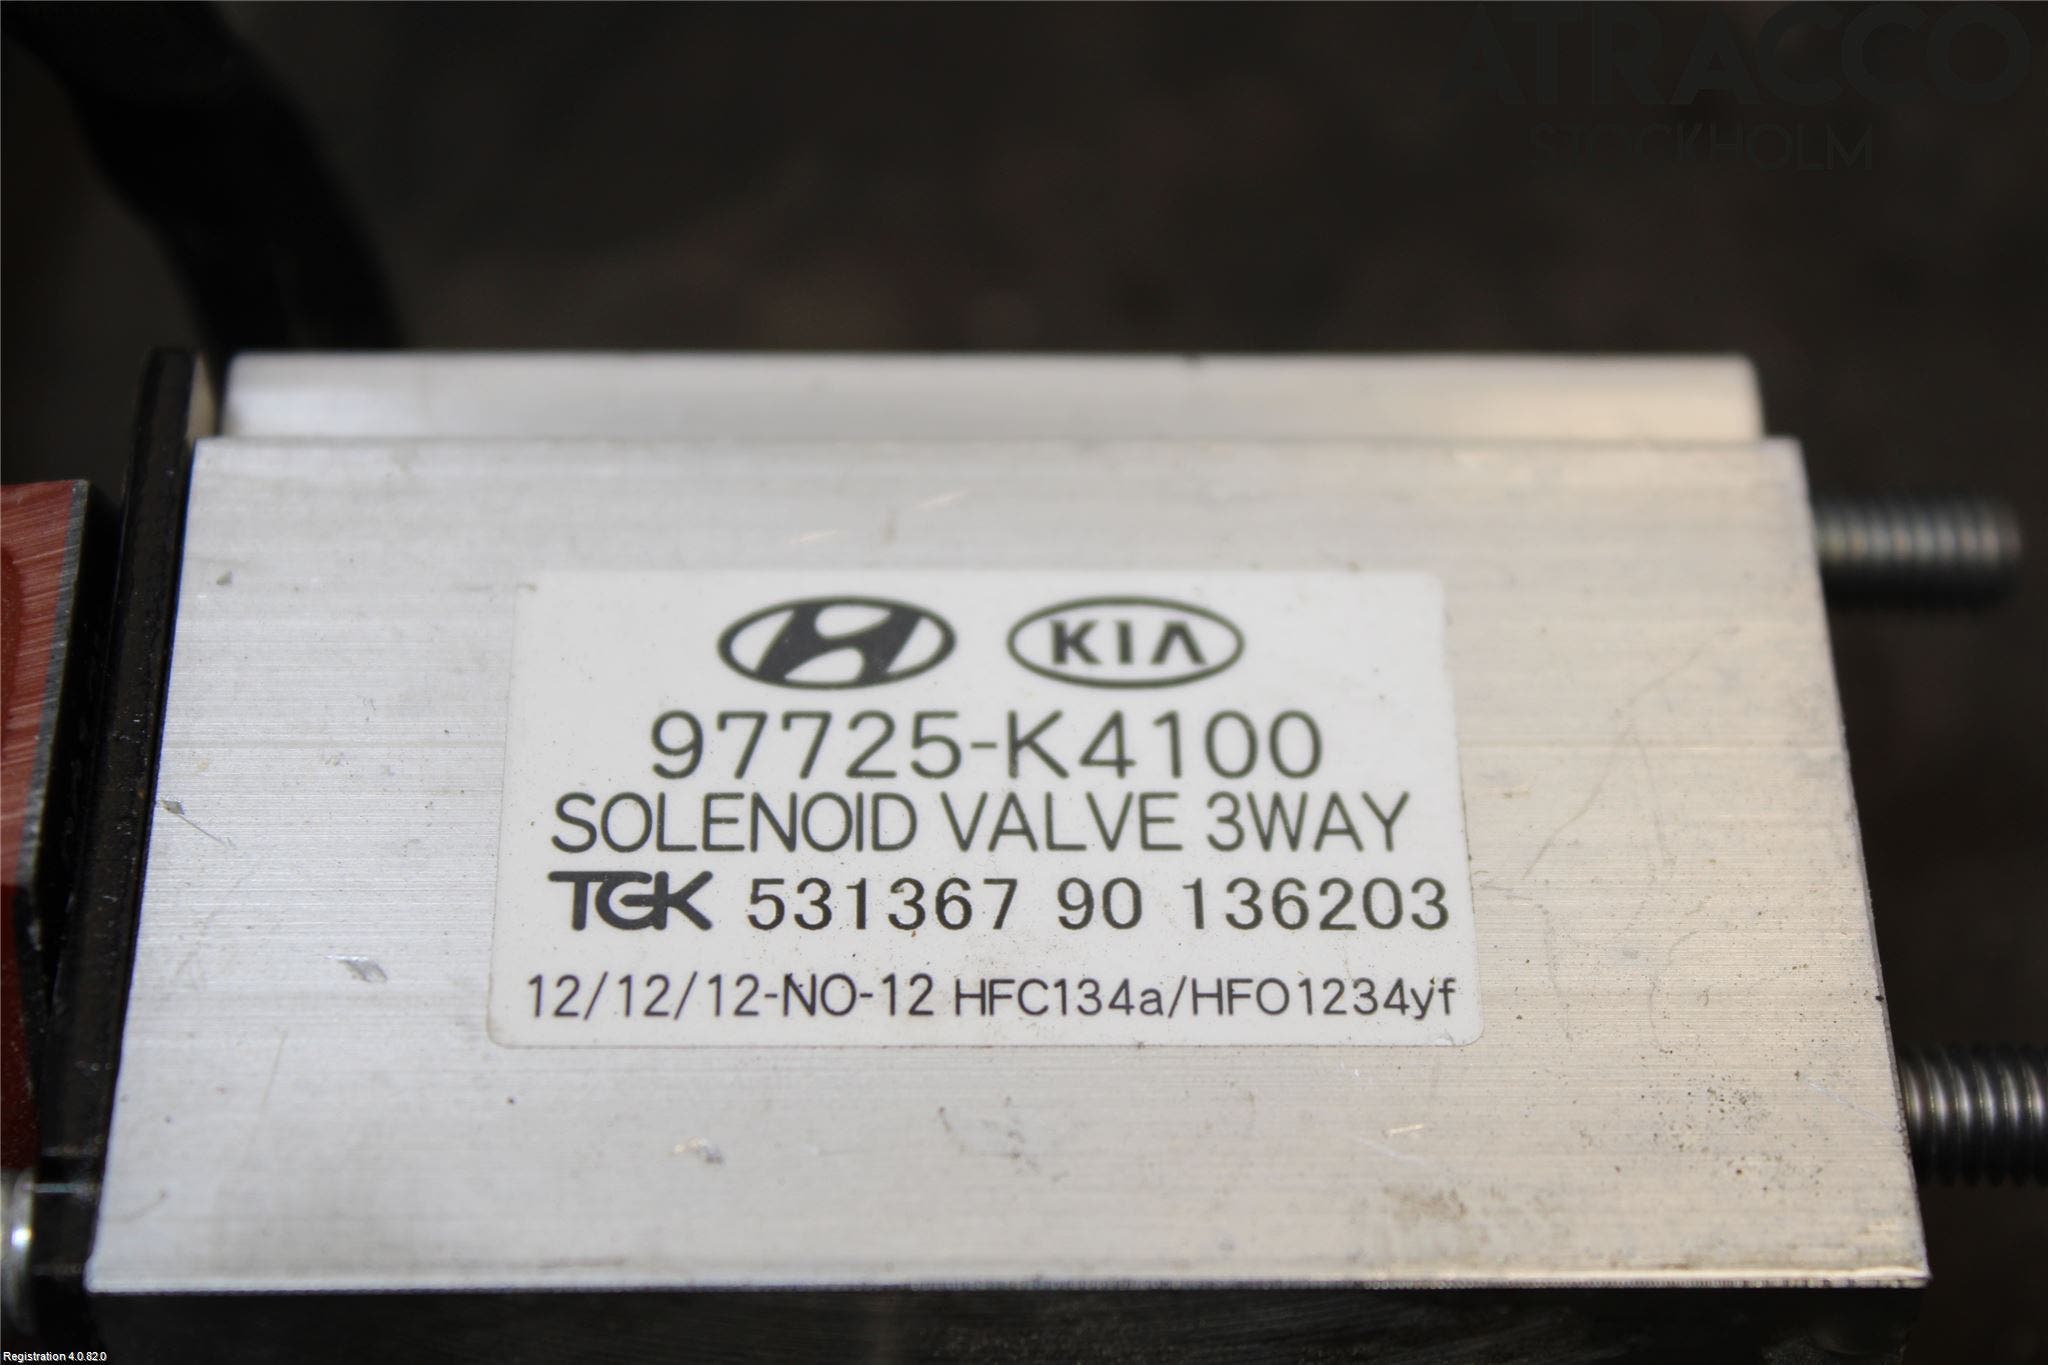 ATRACCO
STOCKHOLM
KIA
97725-K4100
SOLENOID VALVE 3WAY
TGK 531367 90 136203
12/12/12-NO-12 HFC134a/HFO1234yf
Registration 4.0.82.0